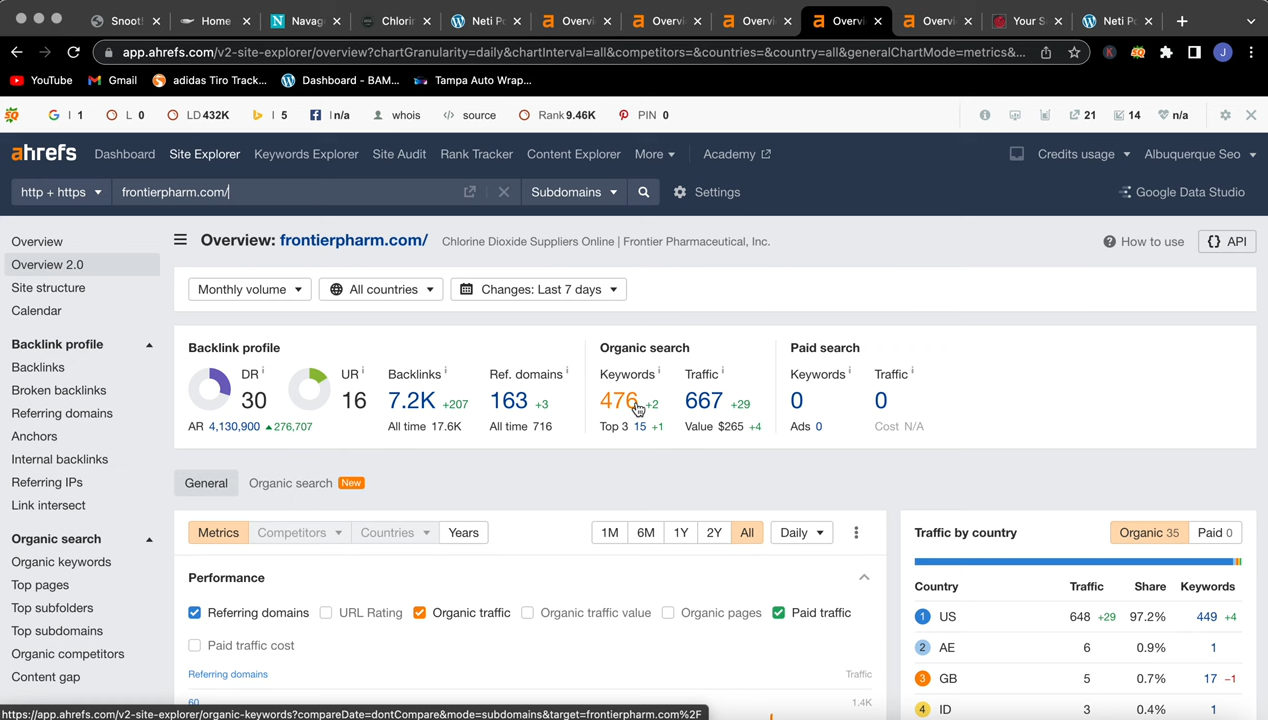 Snoot!
Home
Navag
Chlori
Neti Po
Overvi
Overvi
Overvi
Overvi
Overvi
Your S
Neti Po
app.ahrefs.com/v2-site-explorer/overview?chartGranularity=daily&chartInterval=all&competitors=&countries=&country=all&generalChartMode=metrics&...
YouTube
Gmail
adidas Tiro Track...
Dashboard - BAM...
Tampa Auto Wrap...
I 1
L 0
LD 432K
I 5
I n/a
whois
source
Rank 9.46K
PIN 0
21
14
n/a
ahrefs
Dashboard
Site Explorer
Keywords Explorer
Site Audit
Rank Tracker
Content Explorer
More
Academy
Credits usage
Albuquerque Seo
http + https
frontierpharm.com/
Subdomains
Settings
Google Data Studio
Overview
Overview 2.0
Site structure
Calendar
Backlink profile
Backlinks
Broken backlinks
Referring domains
Anchors
Internal backlinks
Referring IPs
Link intersect
Organic search
Organic keywords
Top pages
Top subfolders
Top subdomains
Organic competitors
Content gap
Overview: frontierpharm.com/
Chlorine Dioxide Suppliers Online | Frontier Pharmaceutical, Inc.
How to use
{} API
Monthly volume
All countries
Changes: Last 7 days
Backlink profile
DR
30
AR 4,130,900 276,707
UR
16
Backlinks
7.2K +207
All time 17.6K
Ref. domains
163 +3
All time 716
Organic search
Keywords
476 +2
Top 3 15 +1
Traffic
667 +29
Value $265 +4
Paid search
Keywords
0
Ads 0
Traffic
0
Cost N/A
General
Organic search New
Metrics
Competitors
Countries
Years
1M
6M
1Y
2Y
All
Daily
Performance
Referring domains
URL Rating
Organic traffic
Organic traffic value
Organic pages
Paid traffic
Paid traffic cost
Referring domains
Traffic
60
1.4K
Traffic by country
Organic 35
Paid 0
Country Traffic Share Keywords
1 US 648 +29 97.2% 449 +4
2 AE 6 0.9% 1
3 GB 5 0.7% 17 −1
4 ID 3 0.4% 1
https://app.ahrefs.com/v2-site-explorer/organic-keywords?compareDate=dontCompare&mode=subdomains&target=frontierpharm.com%2F